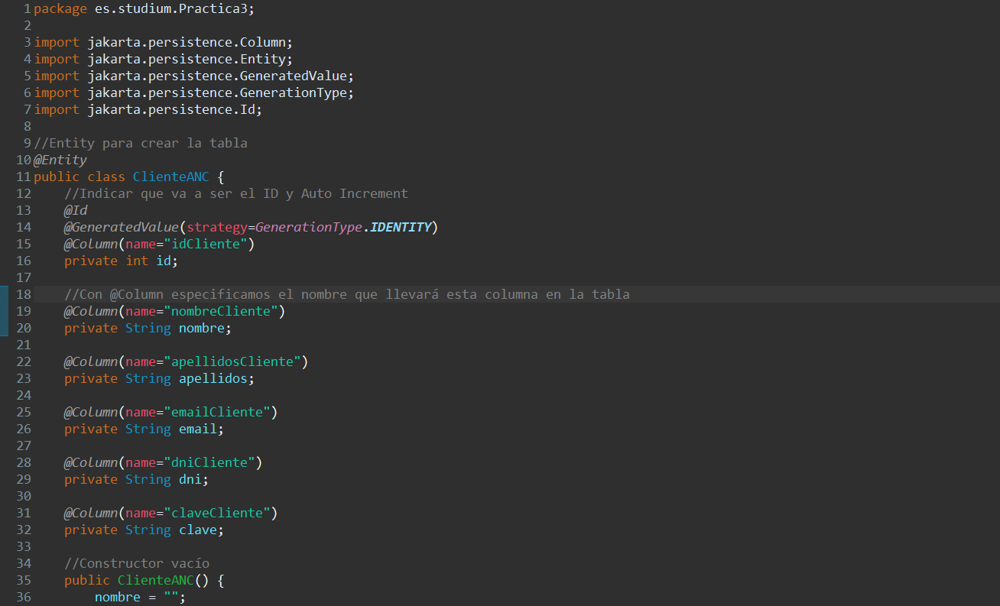 1 package es.studium.Practica3;
2
3 import jakarta.persistence.Column;
4 import jakarta.persistence.Entity;
5 import jakarta.persistence.GeneratedValue;
6 import jakarta.persistence.GenerationType;
7 import jakarta.persistence.Id;
8
9 //Entity para crear la tabla
10 @Entity
11 public class ClienteANC {
12     //Indicar que va a ser el ID y Auto Increment
13     @Id
14     @GeneratedValue(strategy=GenerationType.IDENTITY)
15     @Column(name="idCliente")
16     private int id;
17
18     //Con @Column especificamos el nombre que llevará esta columna en la tabla
19     @Column(name="nombreCliente")
20     private String nombre;
21
22     @Column(name="apellidosCliente")
23     private String apellidos;
24
25     @Column(name="emailCliente")
26     private String email;
27
28     @Column(name="dniCliente")
29     private String dni;
30
31     @Column(name="claveCliente")
32     private String clave;
33
34     //Constructor vacío
35     public ClienteANC() {
36         nombre = "";